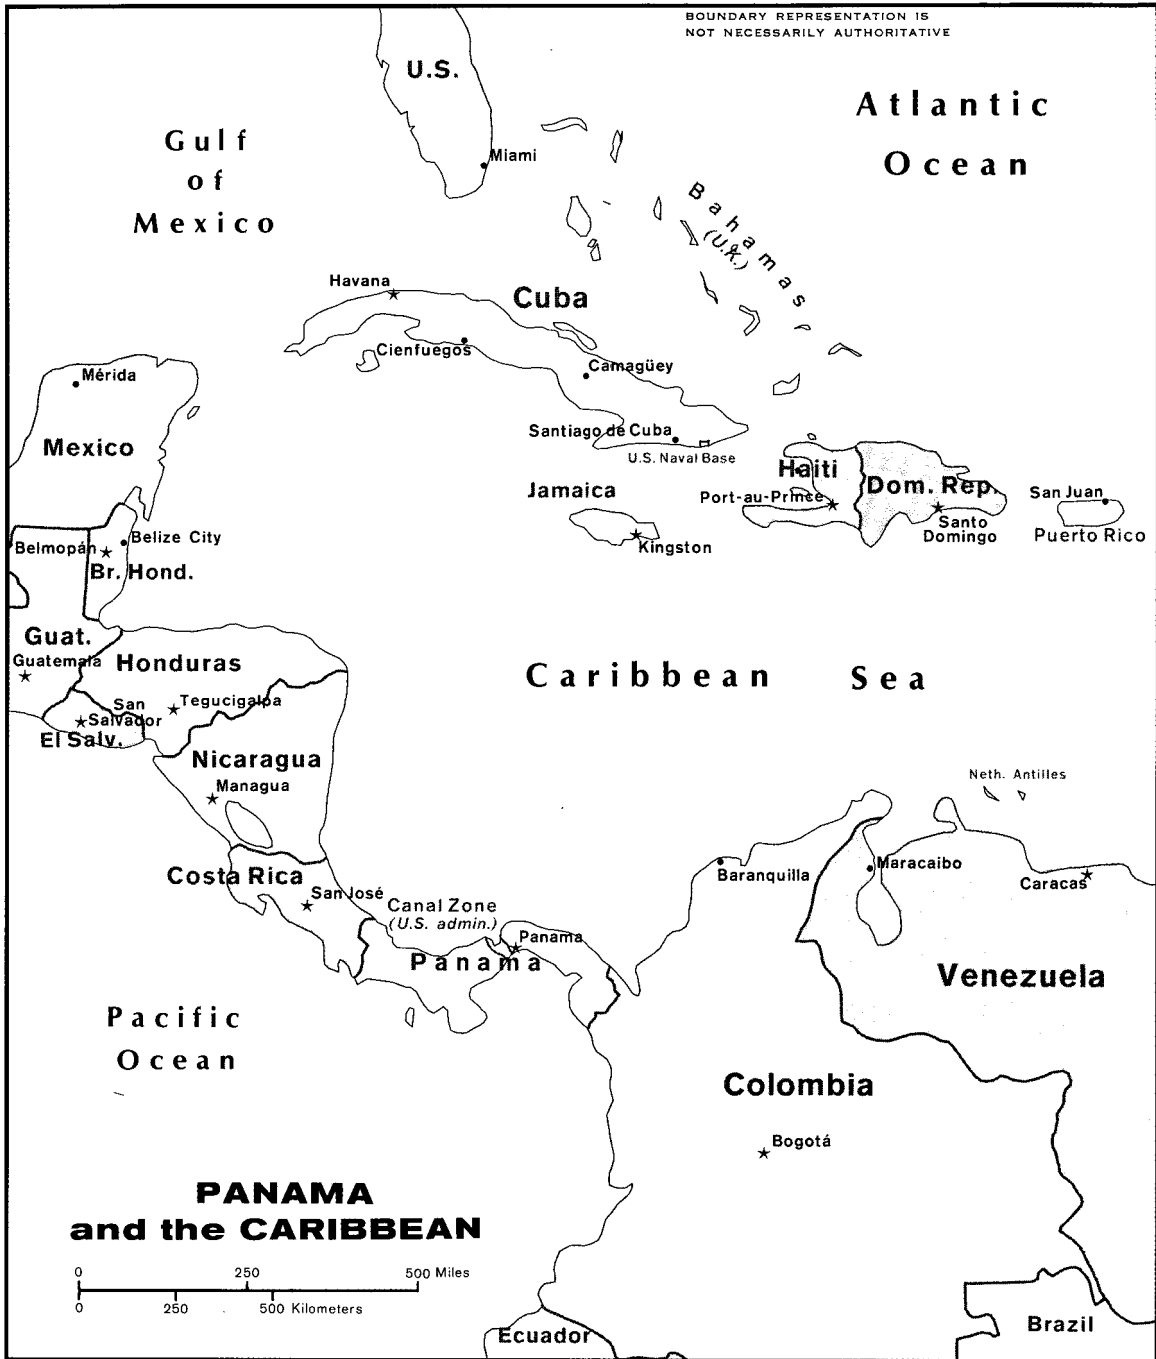 BOUNDARY REPRESENTATION IS
NOT NECESSARILY AUTHORITATIVE
U.S.
Atlantic
Ocean
Gulf
of
Mexico
Miami
Bahamas
(U.K.)
Havana
Cuba
Cienfuegos
Camagüey
Mérida
Mexico
Santiago de Cuba
U.S. Naval Base
Haiti
Dom. Rep.
Jamaica
Port-au-Prince
San Juan
Santo
Domingo
Puerto Rico
Kingston
Belize City
Belmopán
Br. Hond.
Guat.
Guatemala
Honduras
Caribbean Sea
San
Salvador
Tegucigalpa
El Salv.
Nicaragua
Managua
Neth. Antilles
Costa Rica
San José
Baranquilla
Maracaibo
Caracas
Canal Zone
(U.S. admin.)
Panama
Panama
Venezuela
Pacific
Ocean
Colombia
Bogotá
PANAMA
and the CARIBBEAN
0 250 500 Miles
0 250 500 Kilometers
Ecuador
Brazil